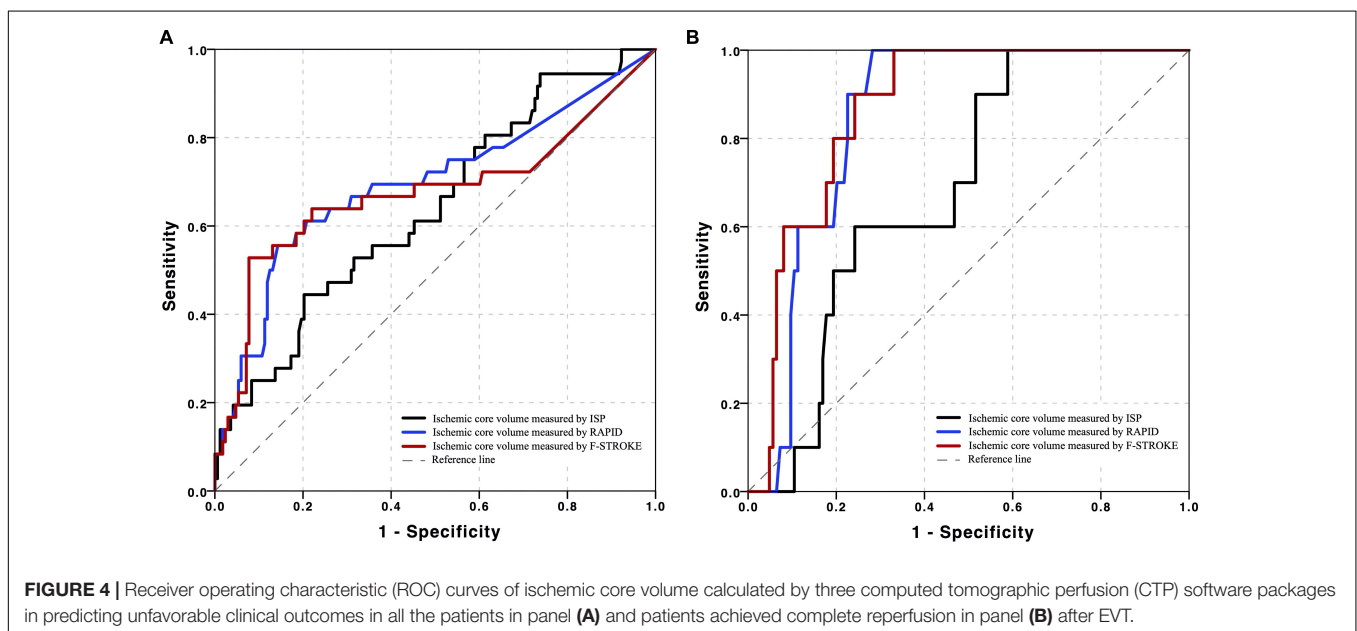 A
B
1.0
0.8
0.6
0.4
0.2
0.0
Sensitivity
0.0 0.2 0.4 0.6 0.8 1.0
1 - Specificity
Ischemic core volume measured by ISP
Ischemic core volume measured by RAPID
Ischemic core volume measured by F-STROKE
Reference line
1.0
0.8
0.6
0.4
0.2
0.0
Sensitivity
0.0 0.2 0.4 0.6 0.8 1.0
1 - Specificity
Ischemic core volume measured by ISP
Ischemic core volume measured by RAPID
Ischemic core volume measured by F-STROKE
Reference line
FIGURE 4 | Receiver operating characteristic (ROC) curves of ischemic core volume calculated by three computed tomographic perfusion (CTP) software packages
in predicting unfavorable clinical outcomes in all the patients in panel (A) and patients achieved complete reperfusion in panel (B) after EVT.